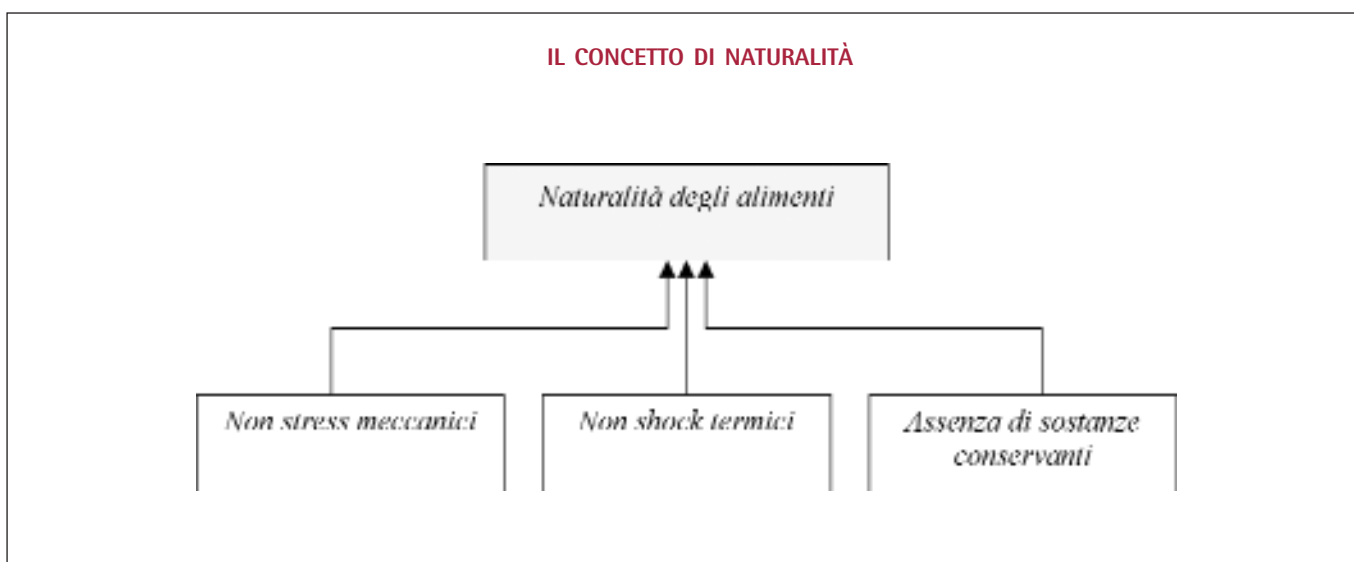 IL CONCETTO DI NATURALITÀ
Naturalità degli alimenti
Non stress meccanici
Non shock termici
Assenza di sostanze
conservanti